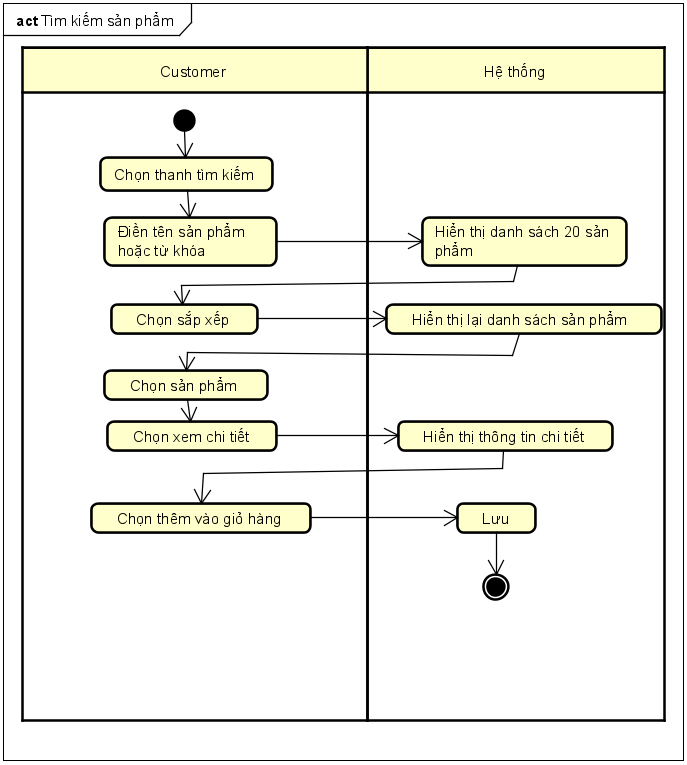 act Tìm kiếm sản phẩm
Customer
Hệ thống
Chọn thanh tìm kiếm
Điền tên sản phẩm
hoặc từ khóa
Hiển thị danh sách 20 sản
phẩm
Chọn sắp xếp
Hiển thị lại danh sách sản phẩm
Chọn sản phẩm
Chọn xem chi tiết
Hiển thị thông tin chi tiết
Chọn thêm vào giỏ hàng
Lưu